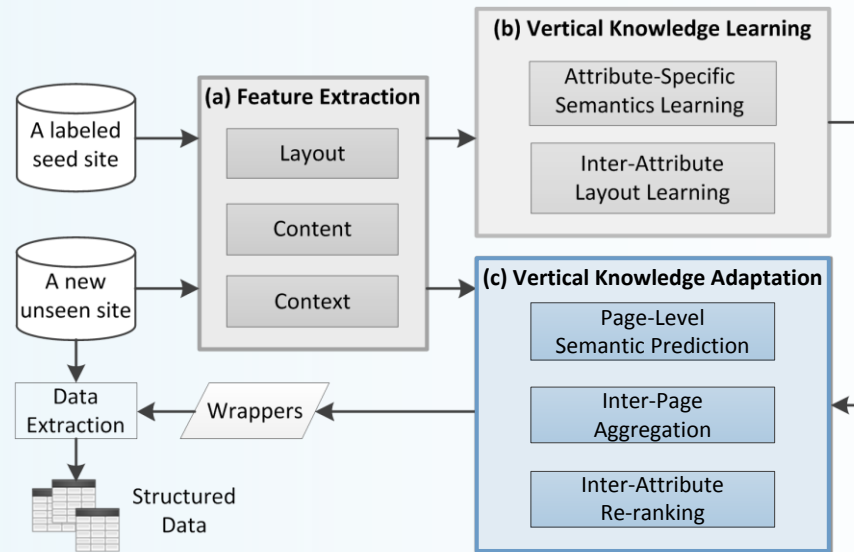 (b) Vertical Knowledge Learning
Attribute-Specific
Semantics Learning
Inter-Attribute
Layout Learning
(a) Feature Extraction
Layout
Content
Context
A labeled
seed site
A new
unseen site
(c) Vertical Knowledge Adaptation
Page-Level
Semantic Prediction
Inter-Page
Aggregation
Inter-Attribute
Re-ranking
Wrappers
Data
Extraction
Structured
Data